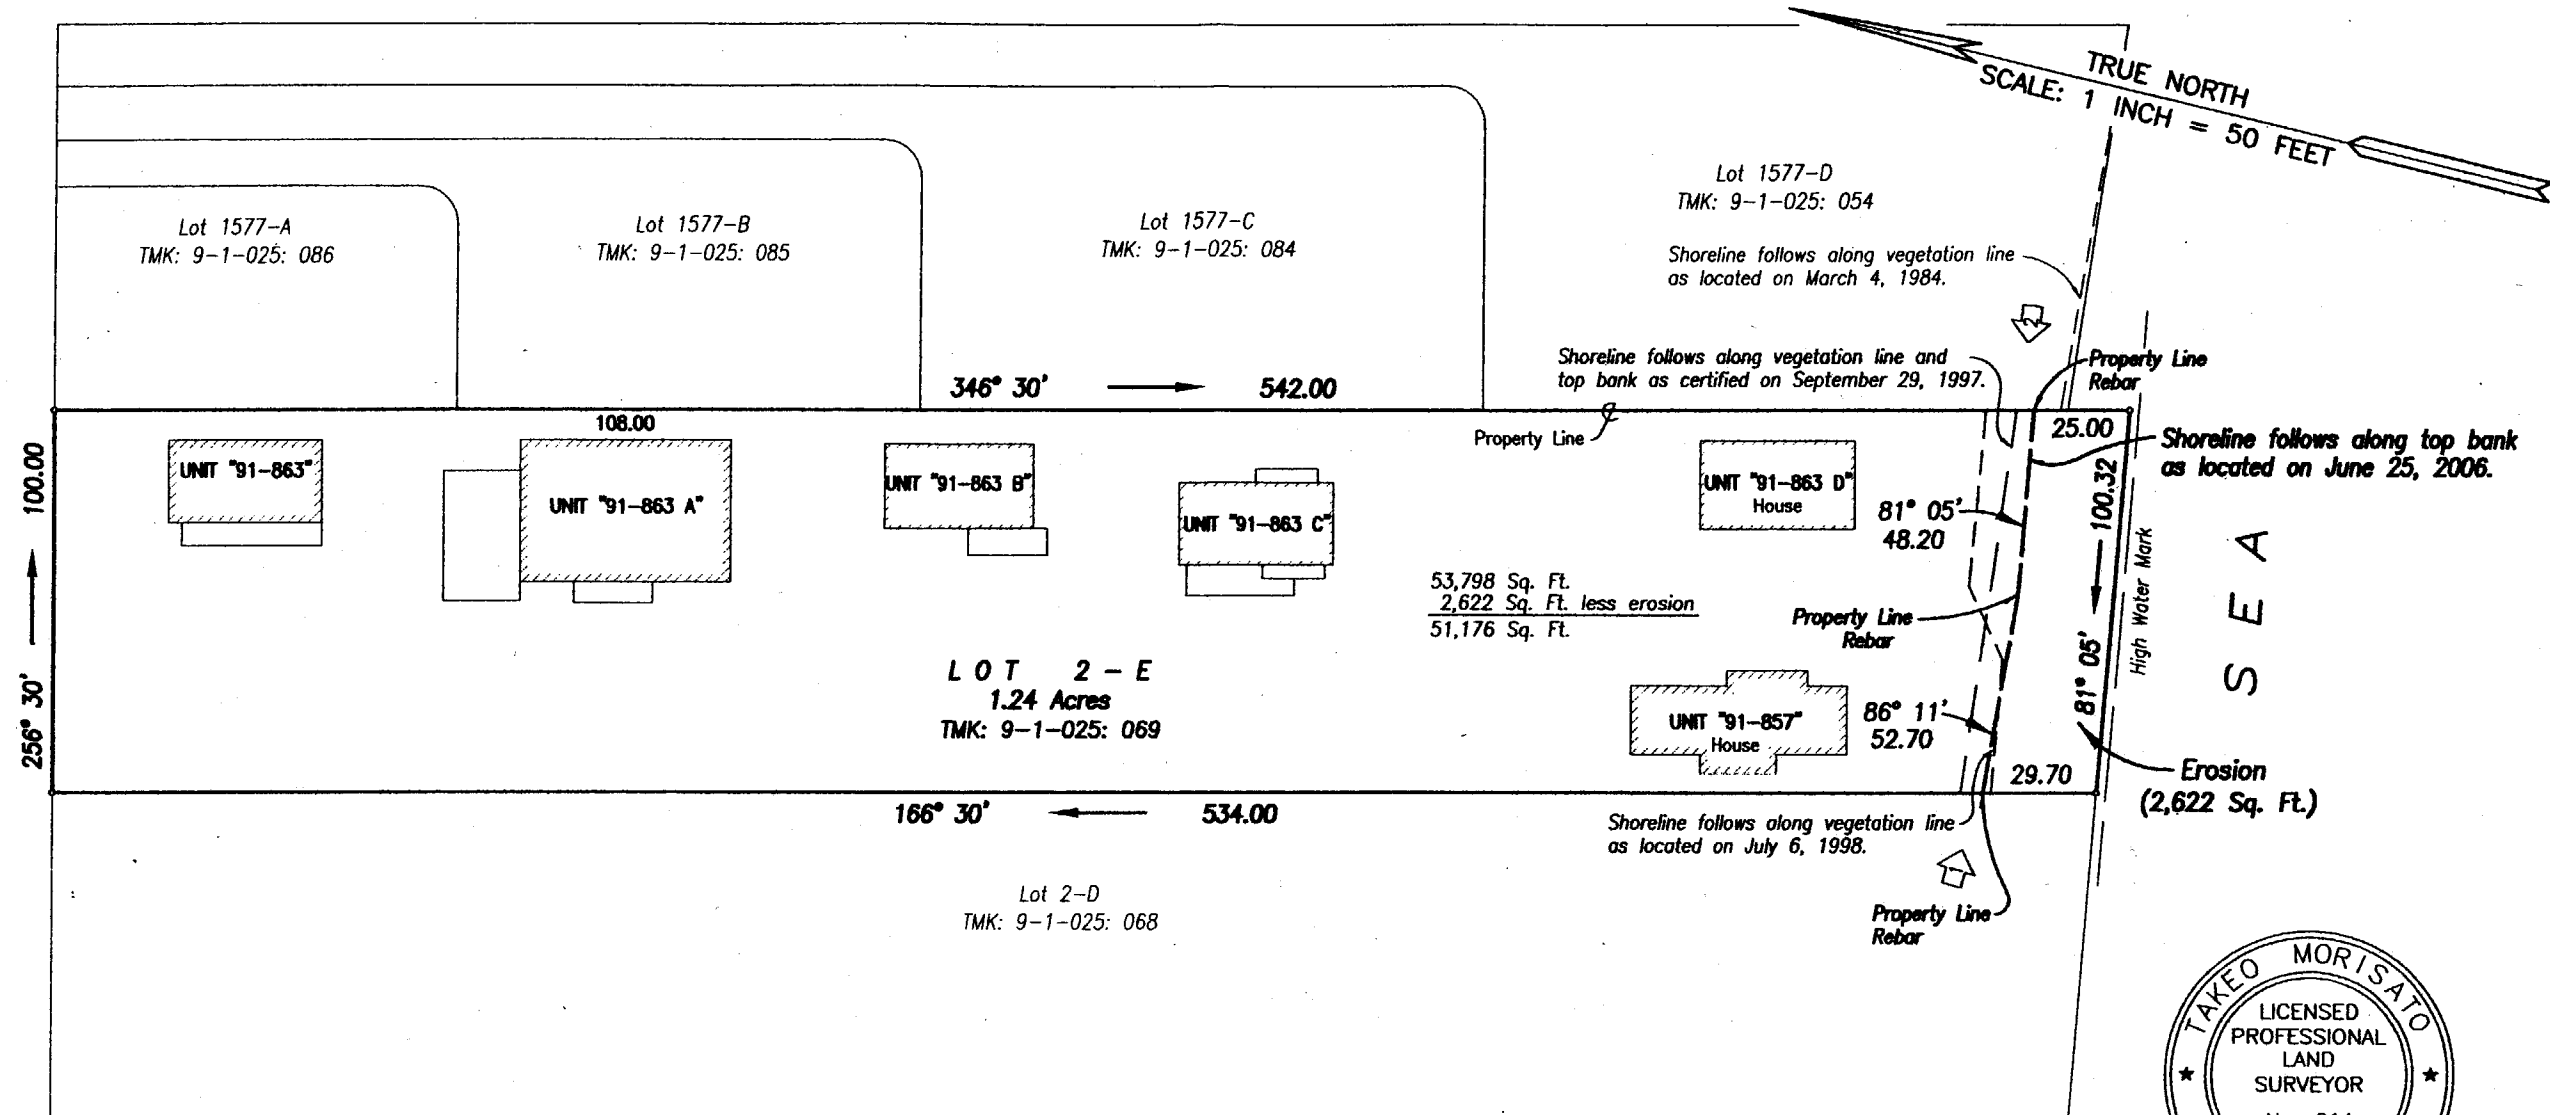 TRUE NORTH
SCALE: 1 INCH = 50 FEET
Lot 1577-A
TMK: 9-1-025: 086
Lot 1577-B
TMK: 9-1-025: 085
Lot 1577-C
TMK: 9-1-025: 084
Lot 1577-D
TMK: 9-1-025: 054
Shoreline follows along vegetation line
as located on March 4, 1984.
2
Shoreline follows along vegetation line and
top bank as certified on September 29, 1997.
Property Line
Rebar
346° 30' 542.00
108.00
Property Line
25.00
Shoreline follows along top bank
as located on June 25, 2006.
100.00
256° 30'
UNIT "91-863"
UNIT "91-863 A"
UNIT "91-863 B"
UNIT "91-863 C"
UNIT "91-863 D"
House
81° 05'
48.20
100.32
81° 05'
High Water Mark
SEA
53,798 Sq. Ft.
2,622 Sq. Ft. less erosion
51,176 Sq. Ft.
Property Line
Rebar
LOT 2-E
1.24 Acres
TMK: 9-1-025: 069
UNIT "91-857"
House
86° 11'
52.70
29.70
Erosion
(2,622 Sq. Ft.)
166° 30' 534.00
Shoreline follows along vegetation line
as located on July 6, 1998.
1
Property Line
Rebar
Lot 2-D
TMK: 9-1-025: 068
TAKEO MORISATO
LICENSED
PROFESSIONAL
LAND
SURVEYOR